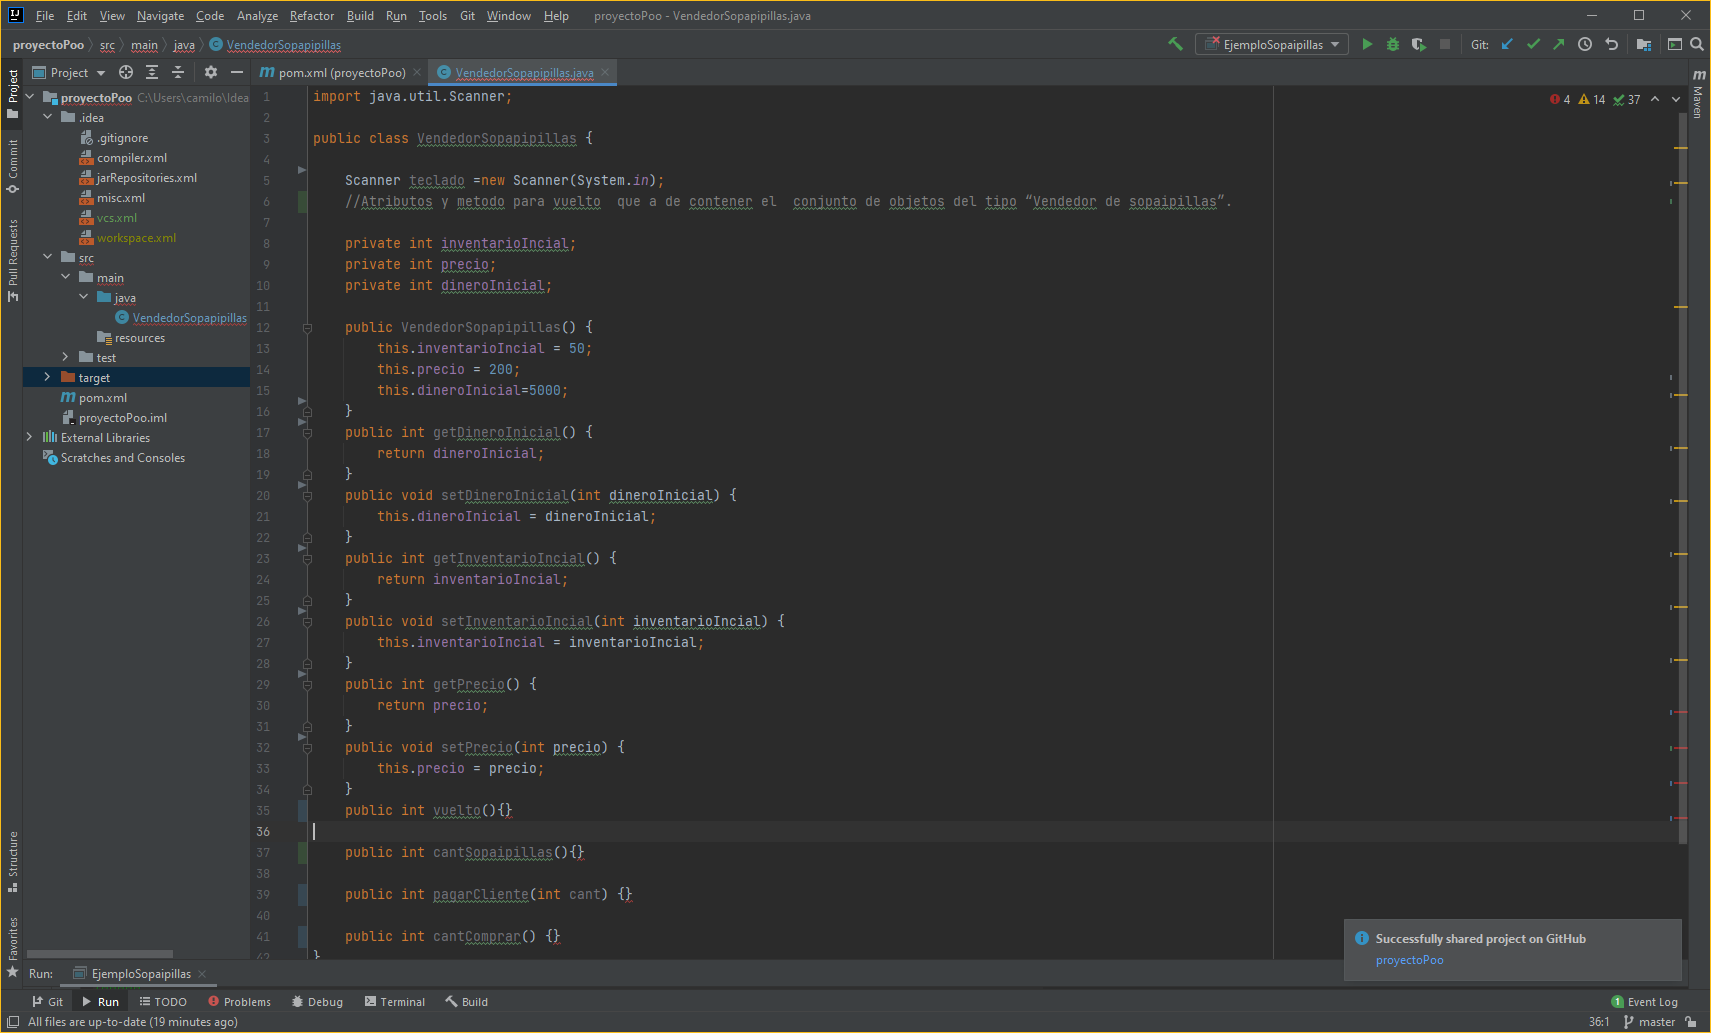 File Edit View Navigate Code Analyze Refactor Build Run Tools Git Window Help proyectoPoo - VendedorSopapipillas.java
proyectoPoo src main java VendedorSopapipillas EjemploSopaipillas Git:
Project pom.xml (proyectoPoo) VendedorSopapipillas.java
Project
Commit
Pull Requests
Structure
Favorites
Maven
proyectoPoo C:\Users\camilo\Idea
.idea
.gitignore
compiler.xml
jarRepositories.xml
misc.xml
vcs.xml
workspace.xml
src
main
java
VendedorSopapipillas
resources
test
target
pom.xml
proyectoPoo.iml
External Libraries
Scratches and Consoles
4 14 37
1 import java.util.Scanner;
2
3 public class VendedorSopapipillas {
4
5 Scanner teclado =new Scanner(System.in);
6 //Atributos y metodo para vuelto  que a de contener el  conjunto de objetos del tipo “Vendedor de sopaipillas”.
7
8 private int inventarioIncial;
9 private int precio;
10 private int dineroInicial;
11
12 public VendedorSopapipillas() {
13 this.inventarioIncial = 50;
14 this.precio = 200;
15 this.dineroInicial=5000;
16 }
17 public int getDineroInicial() {
18 return dineroInicial;
19 }
20 public void setDineroInicial(int dineroInicial) {
21 this.dineroInicial = dineroInicial;
22 }
23 public int getInventarioIncial() {
24 return inventarioIncial;
25 }
26 public void setInventarioIncial(int inventarioIncial) {
27 this.inventarioIncial = inventarioIncial;
28 }
29 public int getPrecio() {
30 return precio;
31 }
32 public void setPrecio(int precio) {
33 this.precio = precio;
34 }
35 public int vuelto(){}
36
37 public int cantSopaipillas(){}
38
39 public int pagarCliente(int cant) {}
40
41 public int cantComprar() {}
42 }
Successfully shared project on GitHub
proyectoPoo
Run: EjemploSopaipillas
Git Run TODO Problems Debug Terminal Build 1 Event Log
All files are up-to-date (19 minutes ago) 36:1 master